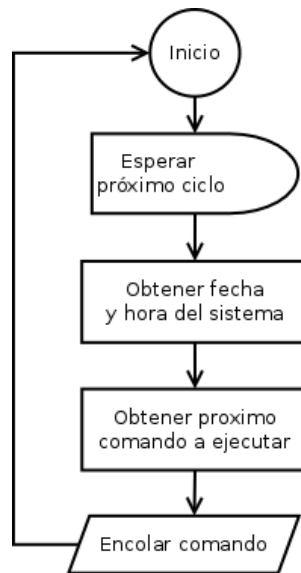 Inicio
Esperar
próximo ciclo
Obtener fecha
y hora del sistema
Obtener proximo
comando a ejecutar
Encolar comando